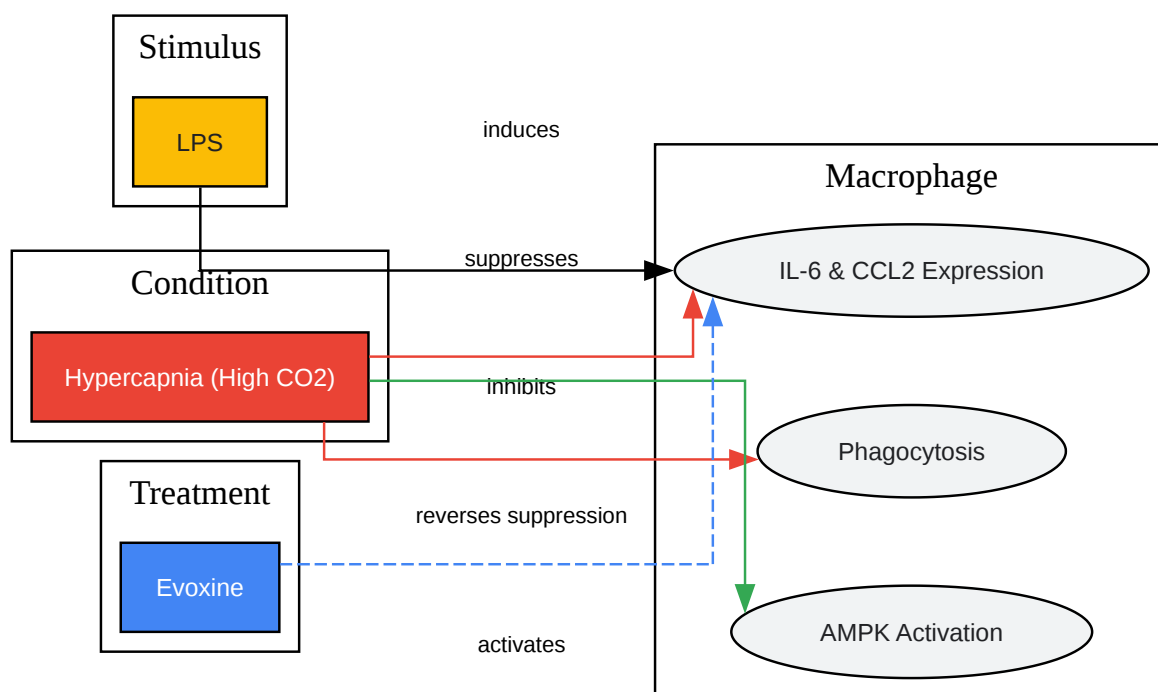 Stimulus
LPS
induces
Macrophage
IL-6 & CCL2 Expression
suppresses
Condition
Hypercapnia (High CO2)
inhibits
Phagocytosis
Treatment
reverses suppression
Evoxine
AMPK Activation
activates